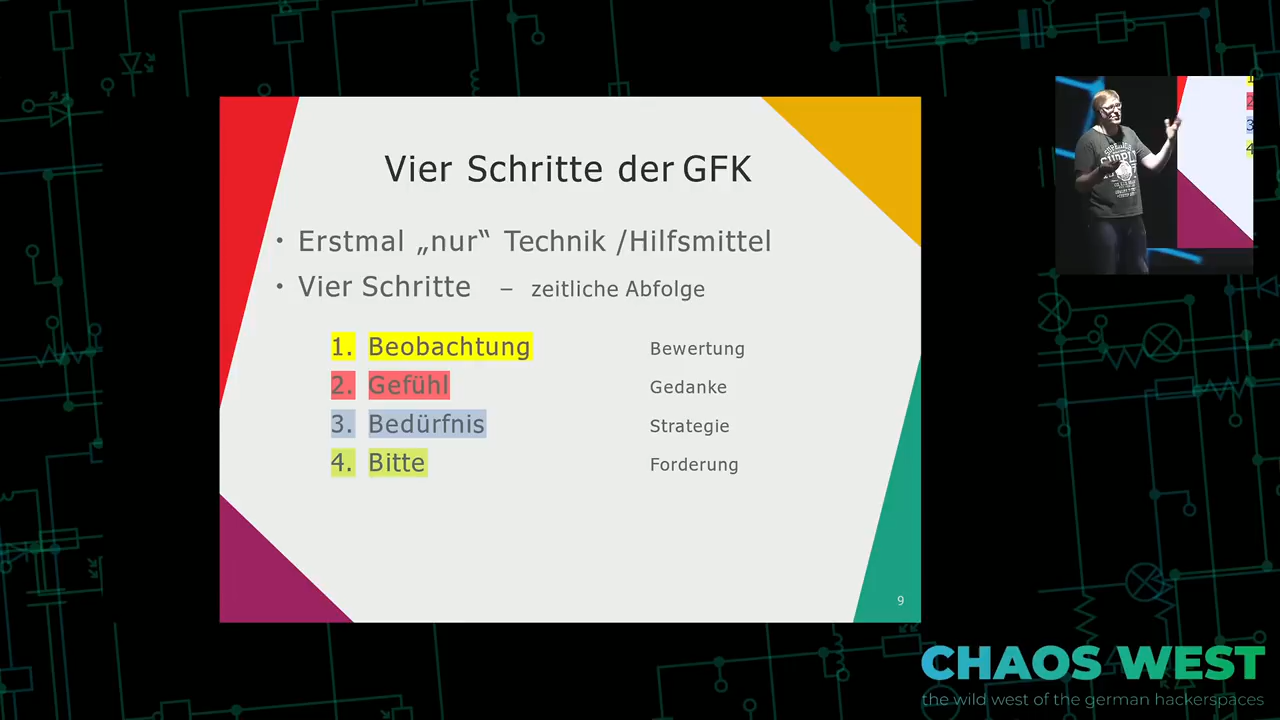 Vier Schritte der GFK
• Erstmal „nur“ Technik /Hilfsmittel
• Vier Schritte – zeitliche Abfolge
1. Beobachtung Bewertung
2. Gefühl Gedanke
3. Bedürfnis Strategie
4. Bitte Forderung
9
CHAOS WEST
the wild west of the german hackerspaces